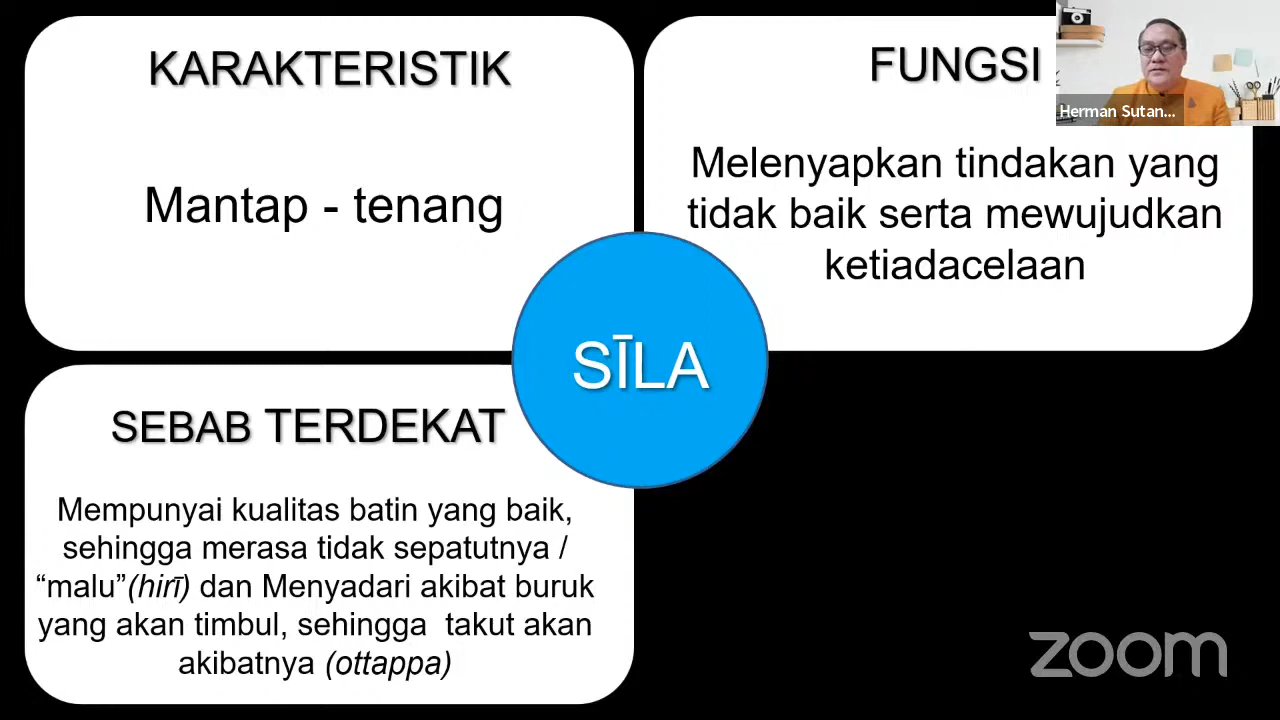 KARAKTERISTIK
Mantap - tenang
FUNGSI
Melenyapkan tindakan yang
tidak baik serta mewujudkan
ketiadacelaan
Herman Sutan...
SĪLA
SEBAB TERDEKAT
Mempunyai kualitas batin yang baik,
sehingga merasa tidak sepatutnya /
“malu”(hirī) dan Menyadari akibat buruk
yang akan timbul, sehingga takut akan
akibatnya (ottappa)
zoom